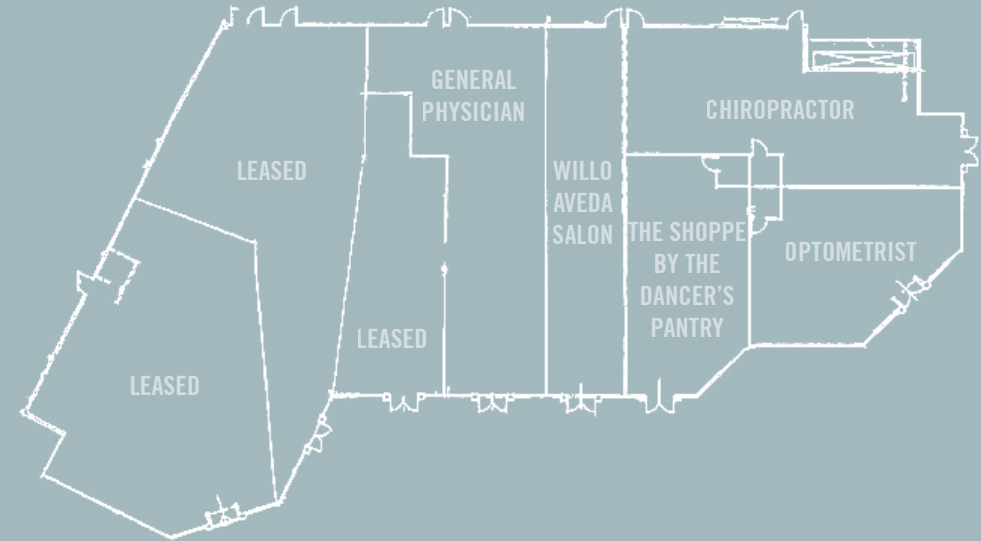 GENERAL
PHYSICIAN
CHIROPRACTOR
LEASED
WILLO
AVEDA
SALON
THE SHOPPE
BY THE
DANCER'S
PANTRY
OPTOMETRIST
LEASED
LEASED